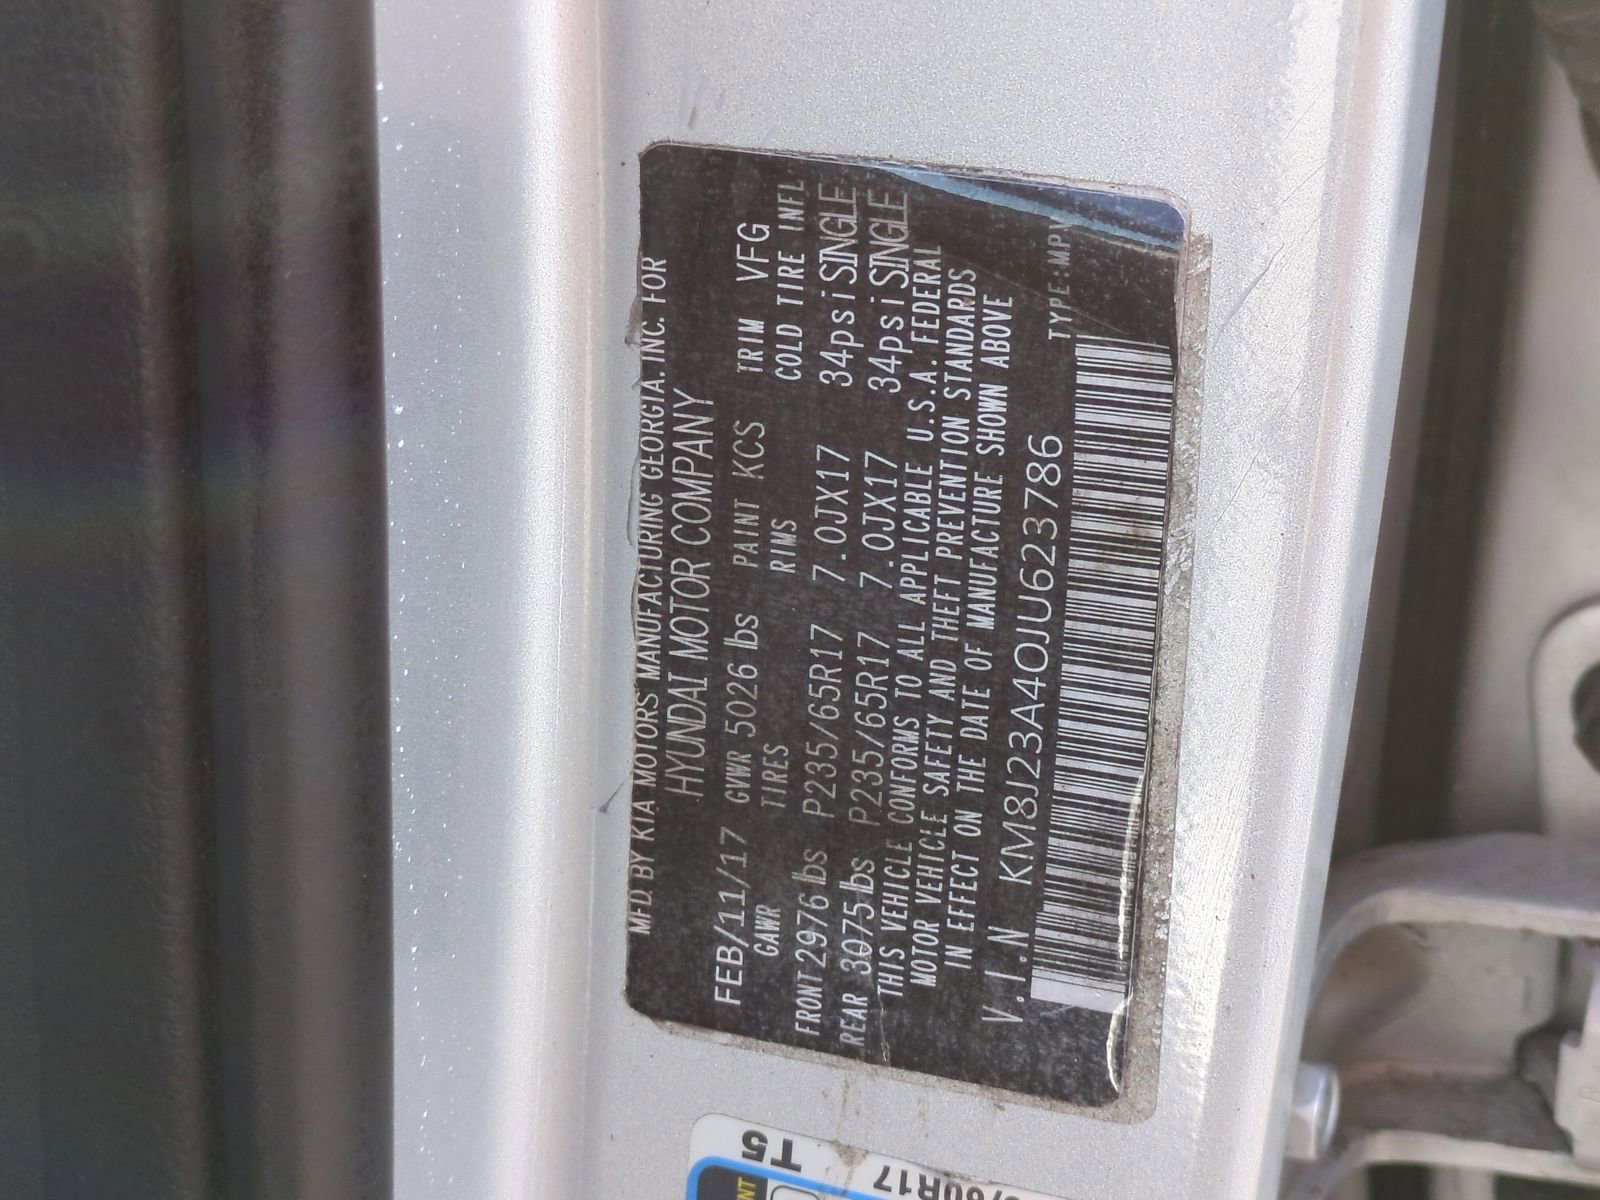 MFD. BY KIA MOTORS MANUFACTURING GEORGIA. INC. FOR
HYUNDAI MOTOR COMPANY
FEB/11/17 GVWR 5026 lbs PAINT KCS TRIM VFG
GAWR TIRES RIMS COLD TIRE INFL
FRONT 2976 lbs P235/65R17 7.0JX17 34psi SINGLE
REAR 3075 lbs P235/65R17 7.0JX17 34psi SINGLE
THIS VEHICLE CONFORMS TO ALL APPLICABLE U.S.A. FEDERAL
MOTOR VEHICLE SAFETY AND THEFT PREVENTION STANDARDS
IN EFFECT ON THE DATE OF MANUFACTURE SHOWN ABOVE
V.I.N KM8J23A40JU623786 TYPE:MPV
T5
/60R17